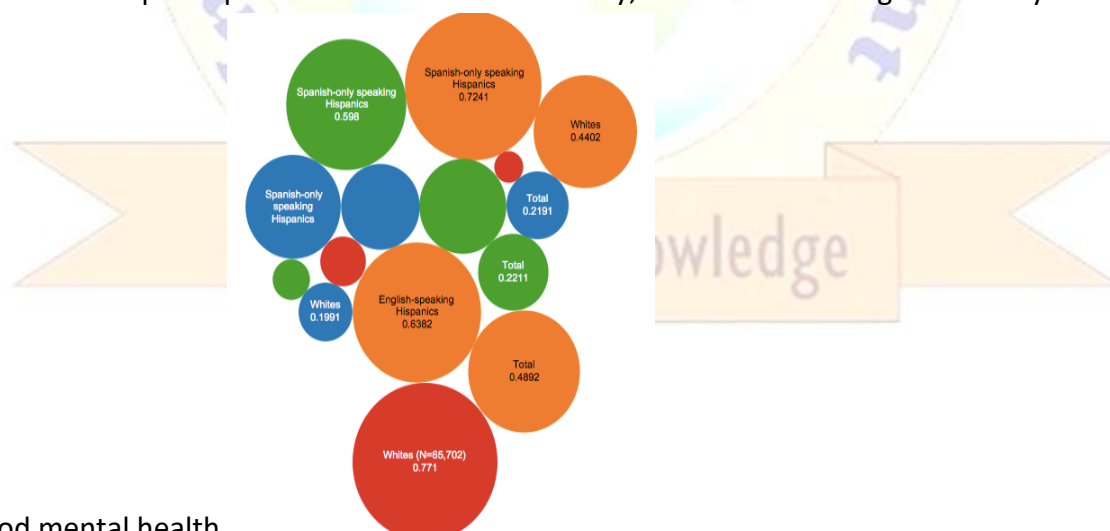 Spanish-only speaking
Hispanics
0.7241
Spanish-only speaking
Hispanics
0.598
Whites
0.4402
Spanish-only
speaking
Hispanics
Total
0.2191
wledge
Total
0.2211
Whites
0.1991
English-speaking
Hispanics
0.6382
Total
0.4892
Whites (N=65,702)
0.771
od mental health